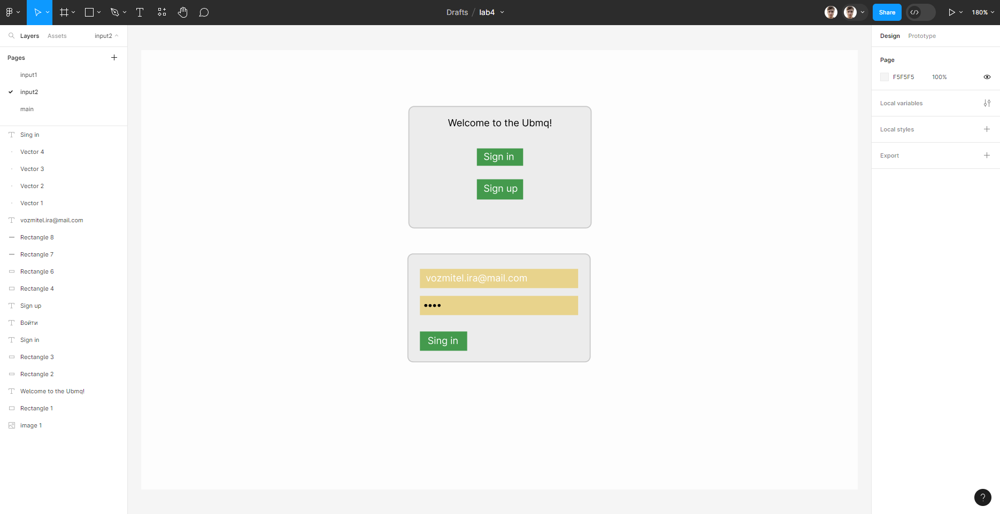 Drafts / lab4
Share
180%
Layers
Assets
input2
Pages
input1
input2
main
Sing in
Vector 4
Vector 3
Vector 2
Vector 1
vozmitel.ira@mail.com
Rectangle 8
Rectangle 7
Rectangle 6
Rectangle 4
Sign up
Войти
Sign in
Rectangle 3
Rectangle 2
Welcome to the Ubmq!
Rectangle 1
image 1
Welcome to the Ubmq!
Sign in
Sign up
vozmitel.ira@mail.com
••••
Sing in
Design
Prototype
Page
F5F5F5 100%
Local variables
Local styles
Export
?